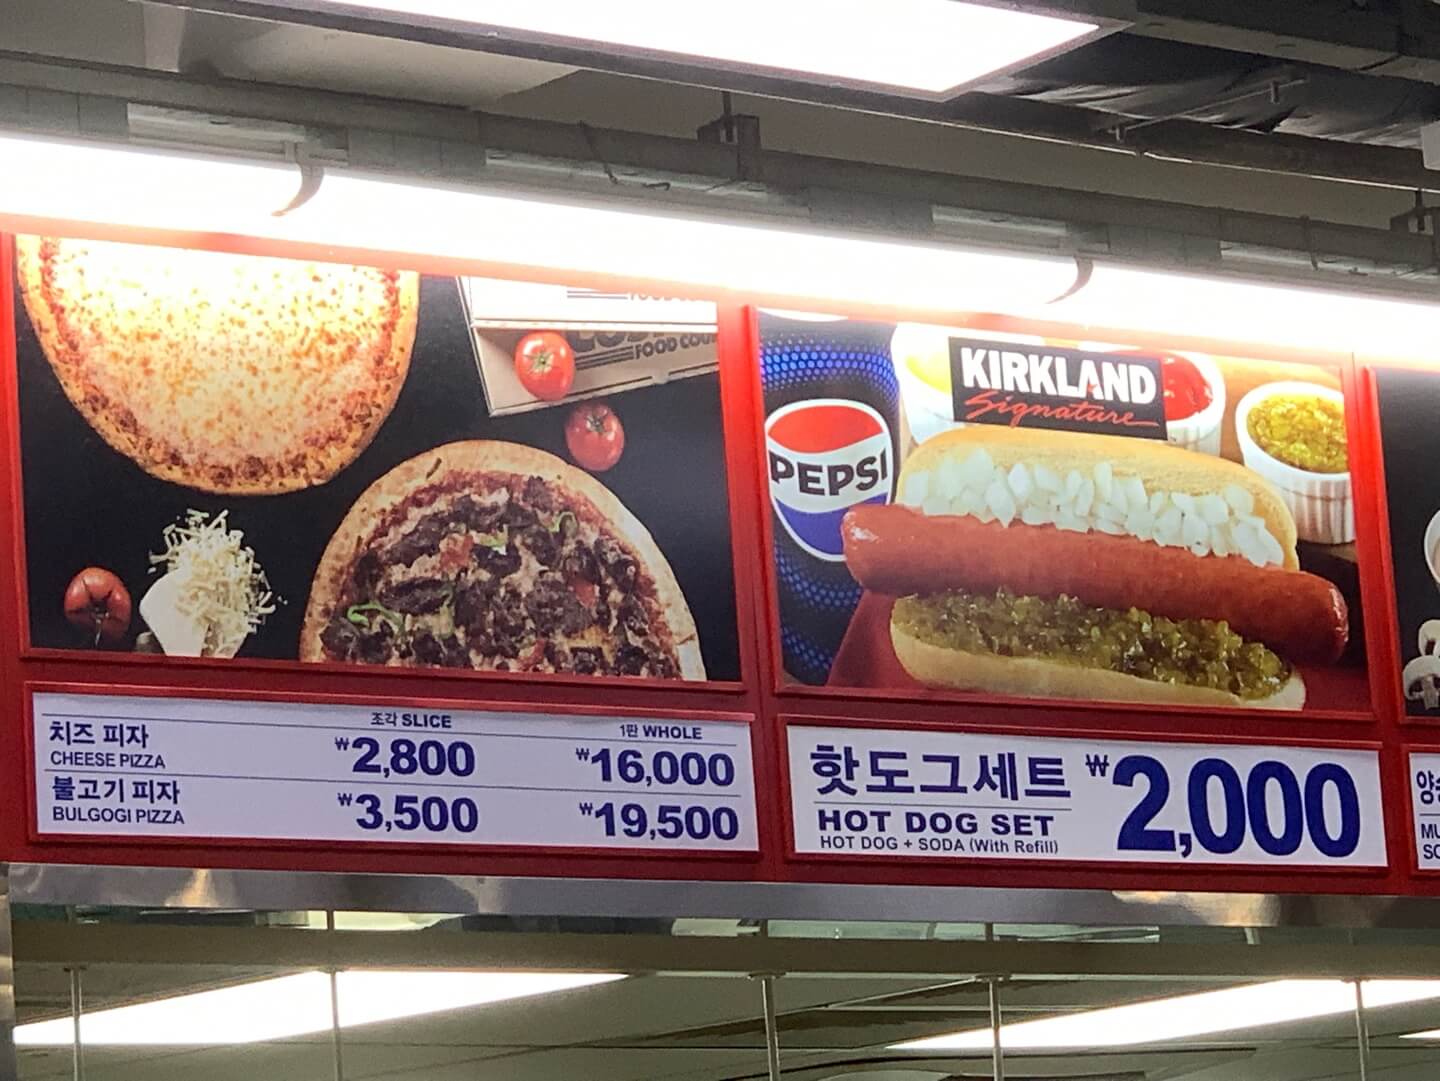 FOOD COU
PEPSI
KIRKLAND
Signature
조각 SLICE
1판 WHOLE
치즈 피자
CHEESE PIZZA
₩2,800
₩16,000
불고기 피자
BULGOGI PIZZA
₩3,500
₩19,500
핫도그세트
HOT DOG SET
HOT DOG + SODA (With Refill)
₩2,000
MU